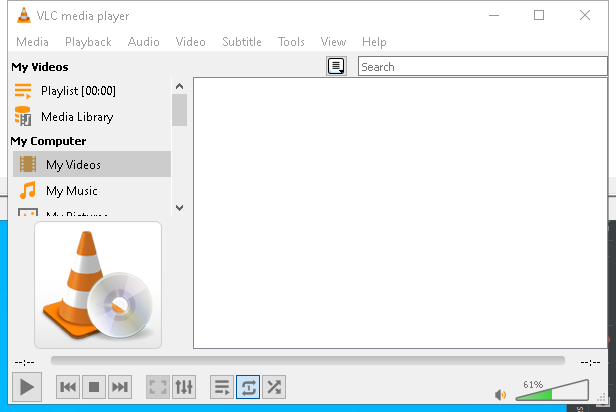 VLC media player
Media Playback Audio Video Subtitle Tools View Help
My Videos
Search
Playlist [00:00]
Media Library
My Computer
My Videos
My Music
My Pictures
--:--
--:--
61%